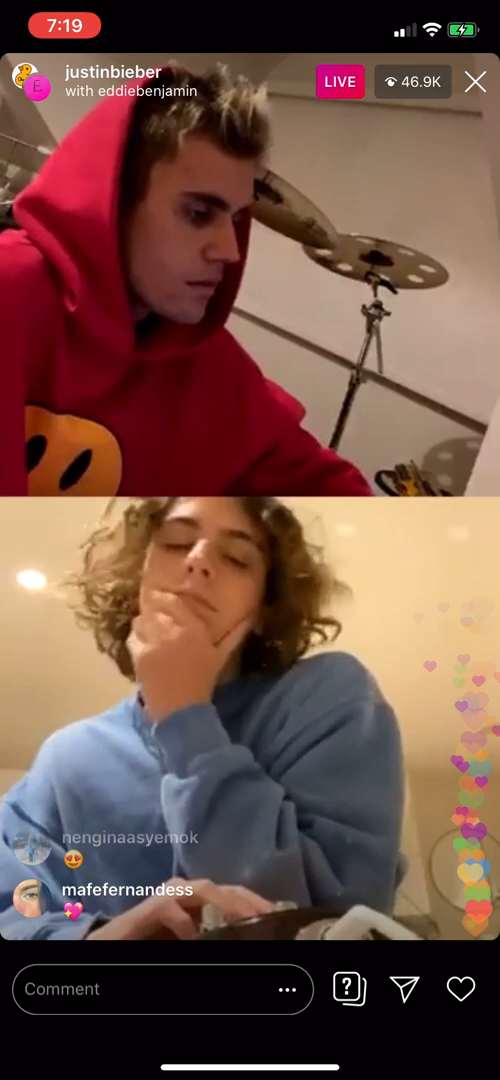 7:19
justinbieber
with eddiebenjamin
E
LIVE
46.9K
nenginaasyemok
mafefernandess
Comment
?